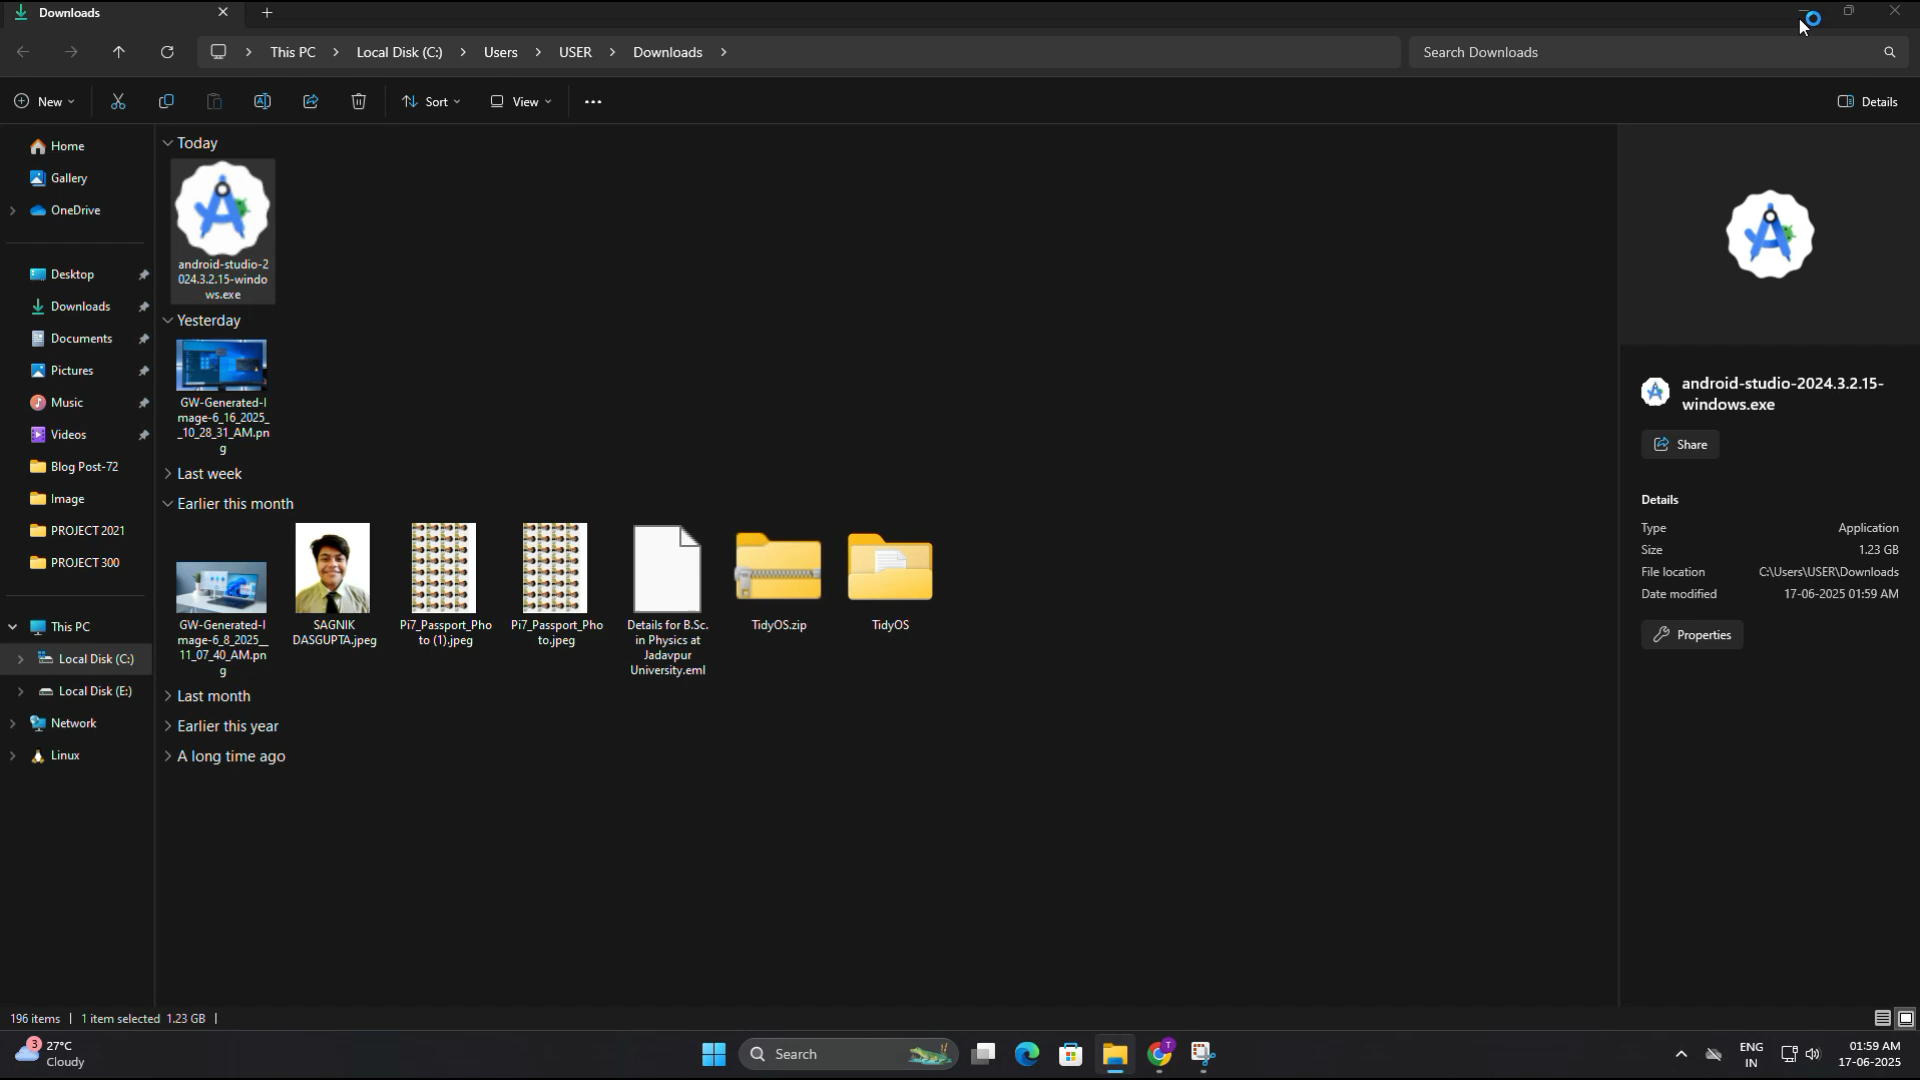 Downloads
This PC
Local Disk (C:)
Users
USER
Downloads
Search Downloads
New
Sort
View
Details
Home
Gallery
OneDrive
Desktop
Downloads
Documents
Pictures
Music
Videos
Blog Post-72
Image
PROJECT 2021
PROJECT 300
This PC
Local Disk (C:)
Local Disk (E:)
Network
Linux
Today
android-studio-2
024.3.2.15-windo
ws.exe
Yesterday
GW-Generated-I
mage-6_16_2025_
_10_28_31_AM.pn
g
Last week
Earlier this month
GW-Generated-I
mage-6_8_2025__
11_07_40_AM.pn
g
SAGNIK
DASGUPTA.jpeg
Pi7_Passport_Pho
to (1).jpeg
Pi7_Passport_Pho
to.jpeg
Details for B.Sc.
in Physics at
Jadavpur
University.eml
TidyOS.zip
TidyOS
Last month
Earlier this year
A long time ago
android-studio-2024.3.2.15-
windows.exe
Share
Details
Type Application
Size 1.23 GB
File location C:\Users\USER\Downloads
Date modified 17-06-2025 01:59 AM
Properties
196 items
1 item selected 1.23 GB
3
27°C
Cloudy
Search
T
ENG
IN
01:59 AM
17-06-2025